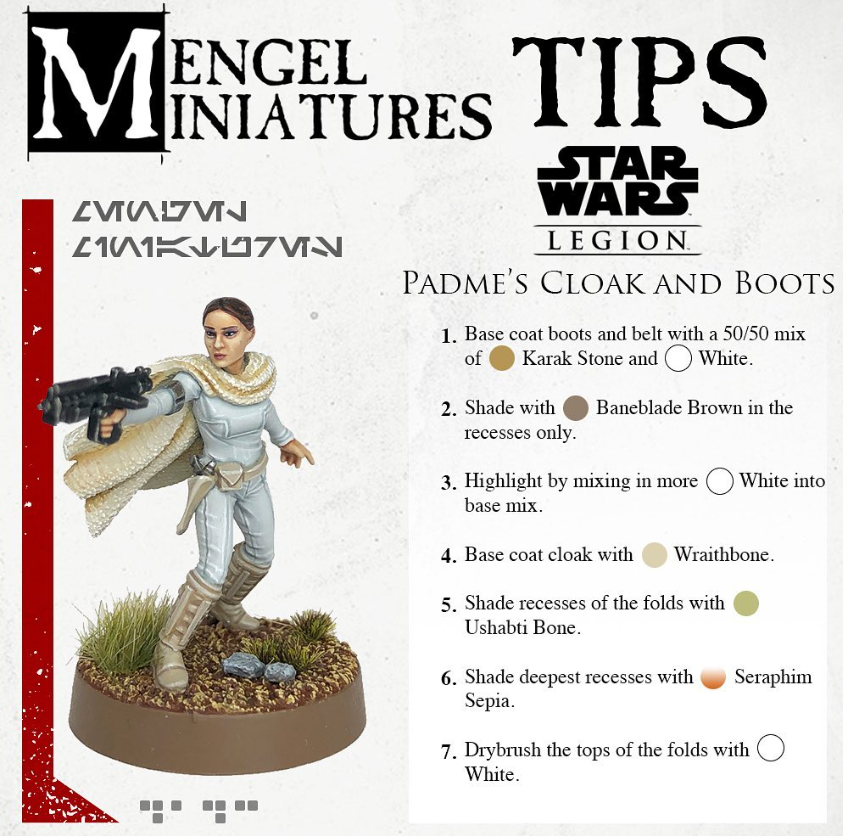 MENGEL
MINIATURES
TIPS
STAR
WARS
LEGION
PADME'S CLOAK AND BOOTS
1. Base coat boots and belt with a 50/50 mix
of Karak Stone and White.
2. Shade with Baneblade Brown in the
recesses only.
3. Highlight by mixing in more White into
base mix.
4. Base coat cloak with Wraithbone.
5. Shade recesses of the folds with
Ushabti Bone.
6. Shade deepest recesses with Seraphim
Sepia.
7. Drybrush the tops of the folds with
White.